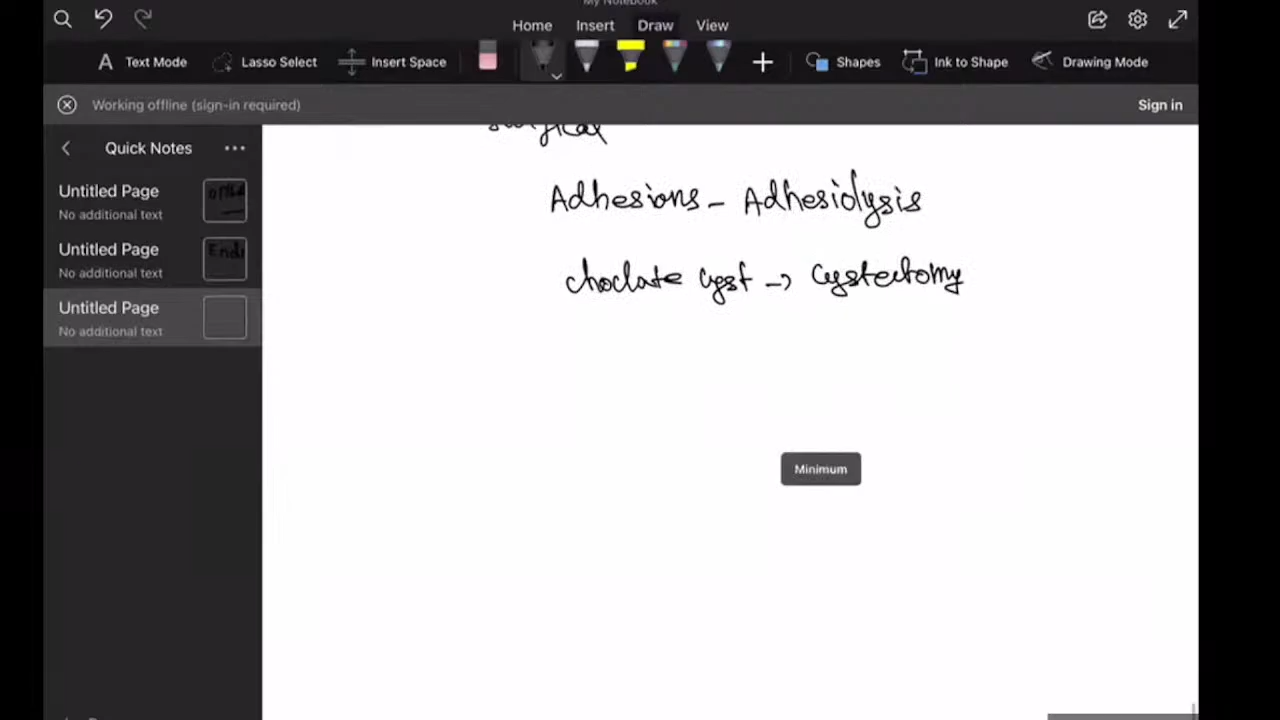 My Notebook
Home Insert Draw View
Text Mode Lasso Select Insert Space Shapes Ink to Shape Drawing Mode
Working offline (sign-in required) Sign in
Quick Notes
Untitled Page
No additional text
Untitled Page
No additional text
Untitled Page
No additional text
surgical
Adhesions - Adhesiolysis
choclate cyst -> cystectomy
Minimum